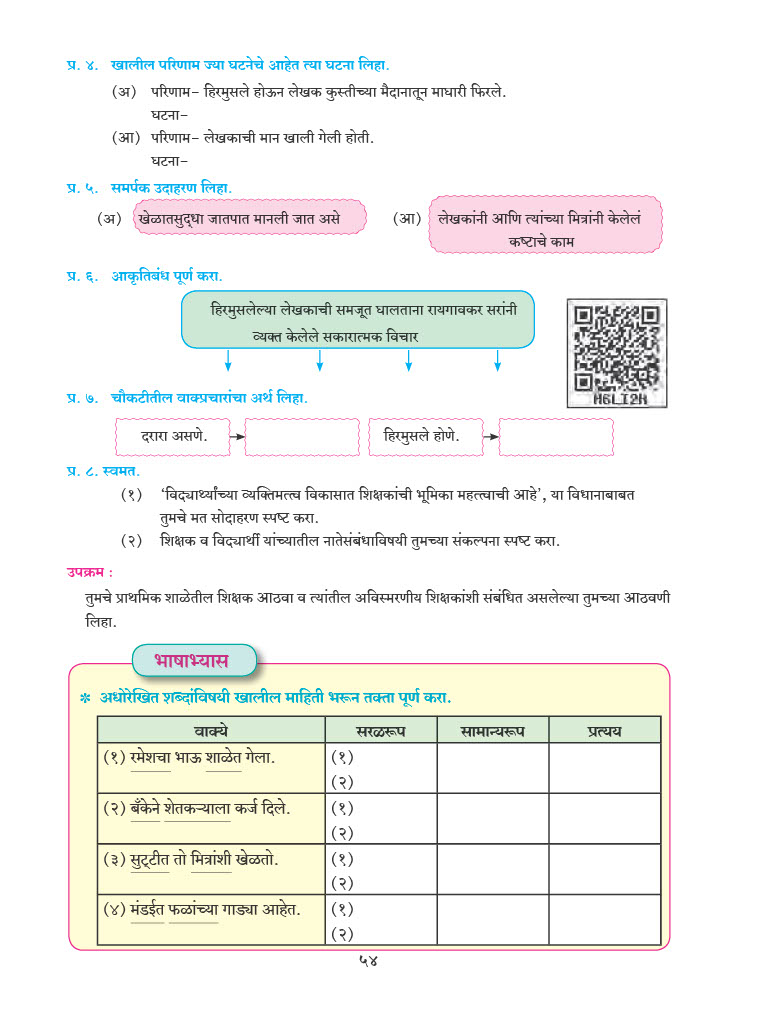 प्र. ४. खालील परिणाम ज्या घटनेचे आहेत त्या घटना लिहा.
(अ) परिणाम– हिरमुसले होऊन लेखक कुस्तीच्या मैदानातून माघारी फिरले.
घटना–
(आ) परिणाम– लेखकाची मान खाली गेली होती.
घटना–
प्र. ५. समर्पक उदाहरण लिहा.
(अ) खेळातसुद्धा जातपात मानली जात असे (आ) लेखकांनी आणि त्यांच्या मित्रांनी केलेलं
कष्टाचे काम
प्र. ६. आकृतिबंध पूर्ण करा.
हिरमुसलेल्या लेखकाची समजूत घालताना रायगावकर सरांनी
व्यक्त केलेले सकारात्मक विचार
H6LI2H
प्र. ७. चौकटीतील वाक्प्रचारांचा अर्थ लिहा.
दरारा असणे. हिरमुसले होणे.
प्र. ८. स्वमत.
(१) ‘विद्यार्थ्यांच्या व्यक्तिमत्त्व विकासात शिक्षकांची भूमिका महत्त्वाची आहे’, या विधानाबाबत
तुमचे मत सोदाहरण स्पष्ट करा.
(२) शिक्षक व विद्यार्थी यांच्यातील नातेसंबंधाविषयी तुमच्या संकल्पना स्पष्ट करा.
उपक्रम :
तुमचे प्राथमिक शाळेतील शिक्षक आठवा व त्यांतील अविस्मरणीय शिक्षकांशी संबंधित असलेल्या तुमच्या आठवणी
लिहा.
भाषाभ्यास
* अधोरेखित शब्दांविषयी खालील माहिती भरून तक्ता पूर्ण करा.
वाक्ये सरळरूप सामान्यरूप प्रत्यय
(१) रमेशचा भाऊ शाळेत गेला. (१)
(२)
(२) बँकेने शेतकऱ्याला कर्ज दिले. (१)
(२)
(३) सुट्टीत तो मित्रांशी खेळतो. (१)
(२)
(४) मंडईत फळांच्या गाड्या आहेत. (१)
(२)
५४